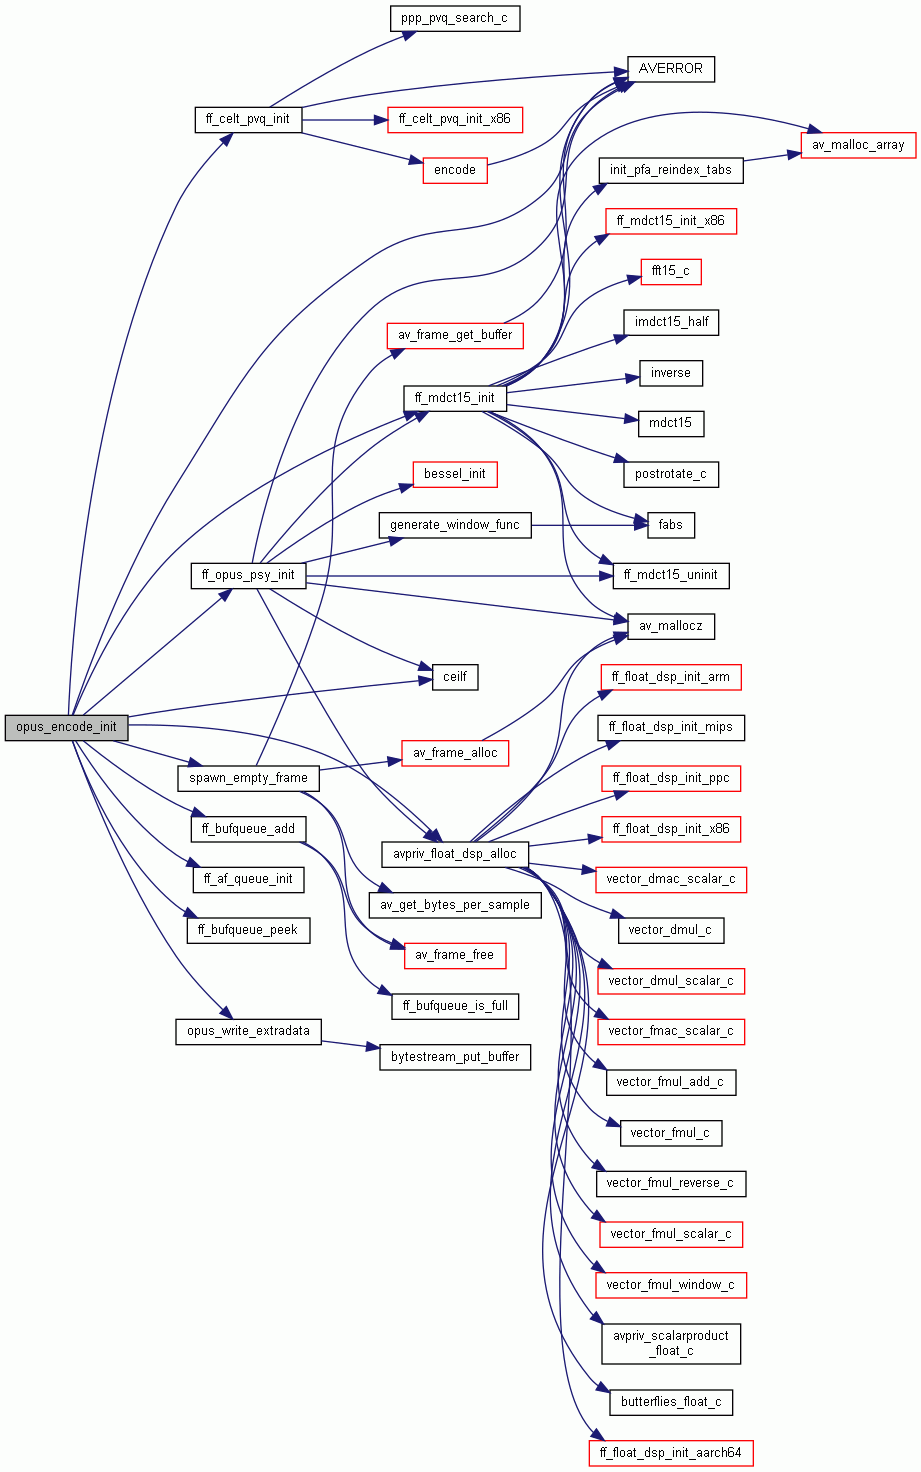 ppp_pvq_search_c
AVERROR
ff_celt_pvq_init
ff_celt_pvq_init_x86
av_malloc_array
encode
init_pfa_reindex_tabs
ff_mdct15_init_x86
fft15_c
imdct15_half
av_frame_get_buffer
inverse
ff_mdct15_init
mdct15
postrotate_c
bessel_init
generate_window_func
fabs
ff_opus_psy_init
ff_mdct15_uninit
av_mallocz
ceilf
ff_float_dsp_init_arm
opus_encode_init
ff_float_dsp_init_mips
av_frame_alloc
spawn_empty_frame
ff_float_dsp_init_ppc
ff_bufqueue_add
ff_float_dsp_init_x86
avpriv_float_dsp_alloc
ff_af_queue_init
vector_dmac_scalar_c
av_get_bytes_per_sample
ff_bufqueue_peek
vector_dmul_c
av_frame_free
vector_dmul_scalar_c
ff_bufqueue_is_full
opus_write_extradata
vector_fmac_scalar_c
bytestream_put_buffer
vector_fmul_add_c
vector_fmul_c
vector_fmul_reverse_c
vector_fmul_scalar_c
vector_fmul_window_c
avpriv_scalarproduct
_float_c
butterflies_float_c
ff_float_dsp_init_aarch64